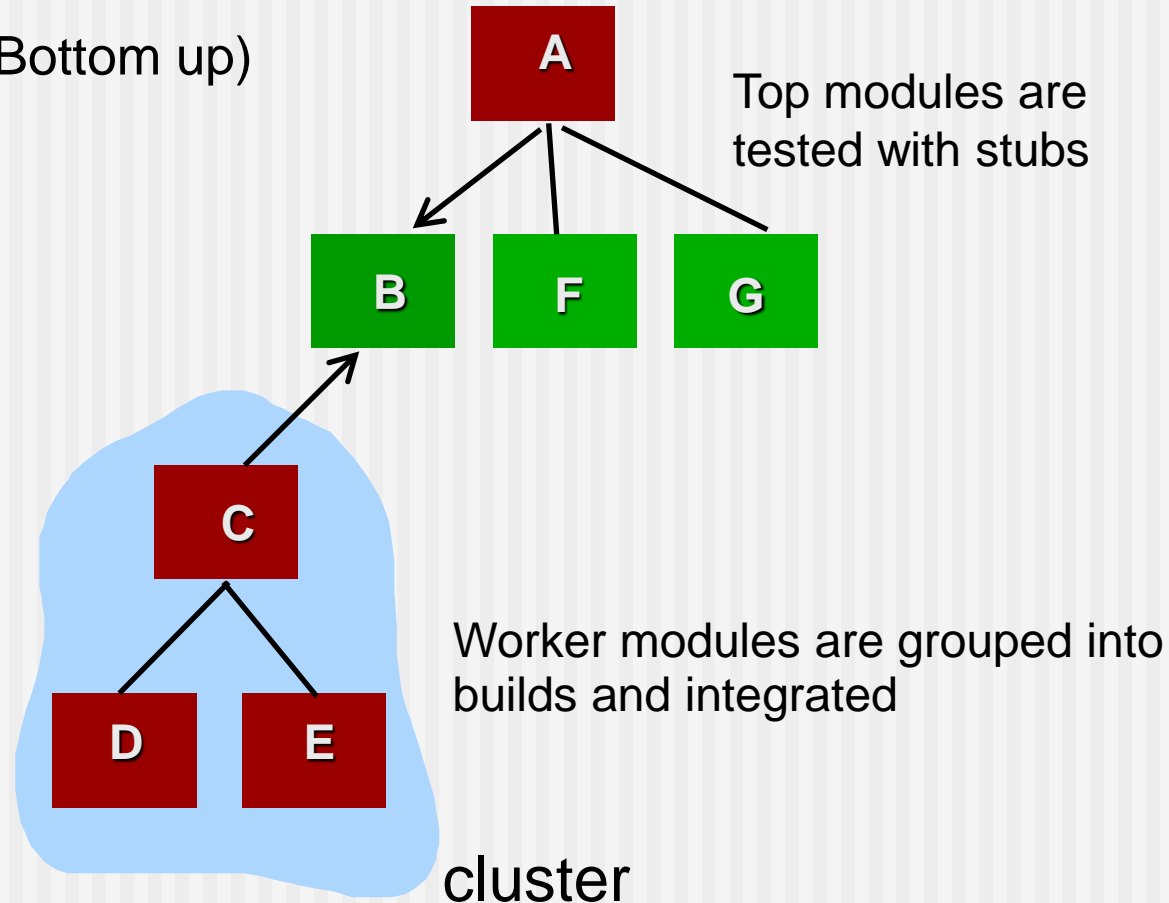 Bottom up)
A
Top modules are
tested with stubs
B
F
G
C
Worker modules are grouped into
builds and integrated
D
E
cluster